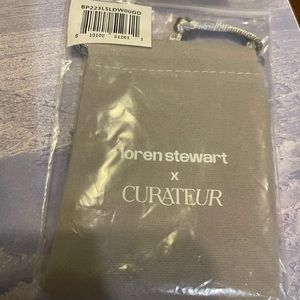 BP223LSLDW00GD
loren stewart
x
CURATEUR